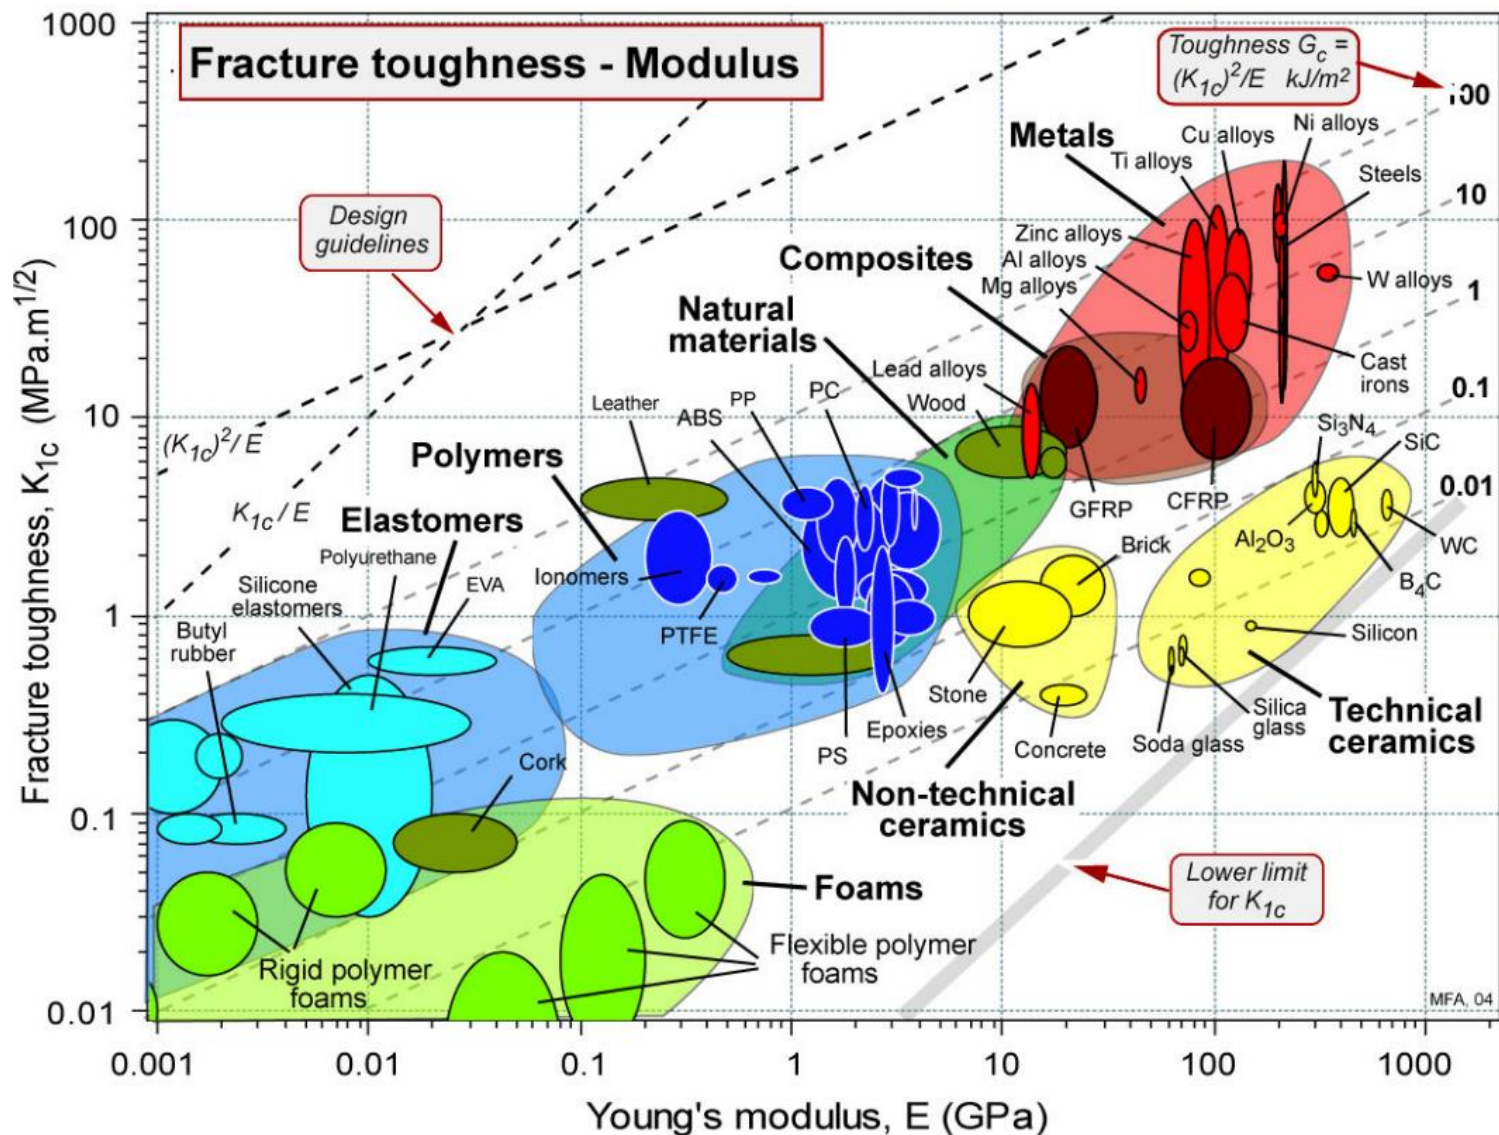 Fracture toughness - Modulus
Toughness G_c =
(K_1c)²/E kJ/m²
1000
100
10
1
0.1
0.01
Fracture toughness, K_1c (MPa.m^1/2)
Design
guidelines
(K_1c)²/E
K_1c/E
Metals
Ti alloys
Cu alloys
Ni alloys
Steels
Zinc alloys
Al alloys
Mg alloys
W alloys
Cast
irons
Composites
Natural
materials
Lead alloys
Wood
GFRP
CFRP
Leather
ABS
PP
PC
Polymers
Ionomers
PTFE
PS
Epoxies
Elastomers
Polyurethane
Silicone
elastomers
EVA
Butyl
rubber
Cork
Si₃N₄
SiC
Al₂O₃
WC
B₄C
Silicon
Silica
glass
Soda glass
Technical
ceramics
Brick
Stone
Concrete
Non-technical
ceramics
Foams
Rigid polymer
foams
Flexible polymer
foams
Lower limit
for K_1c
100
10
1
0.1
0.01
MFA, 04
0.001
0.01
0.1
1
10
100
1000
Young's modulus, E (GPa)